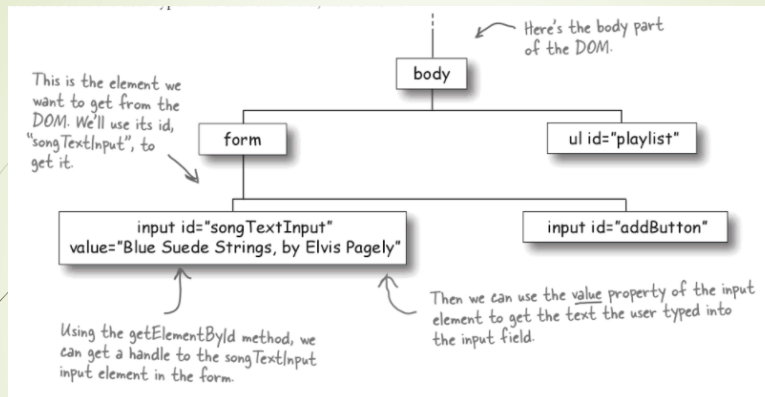 Here's the body part
of the DOM.
body
This is the element we
want to get from the
DOM. We'll use its id,
"songTextInput", to
get it.
form
ul id="playlist"
input id="songTextInput"
value="Blue Suede Strings, by Elvis Pagely"
input id="addButton"
Using the getElementById method, we
can get a handle to the songTextInput
input element in the form.
Then we can use the value property of the input
element to get the text the user typed into
the input field.